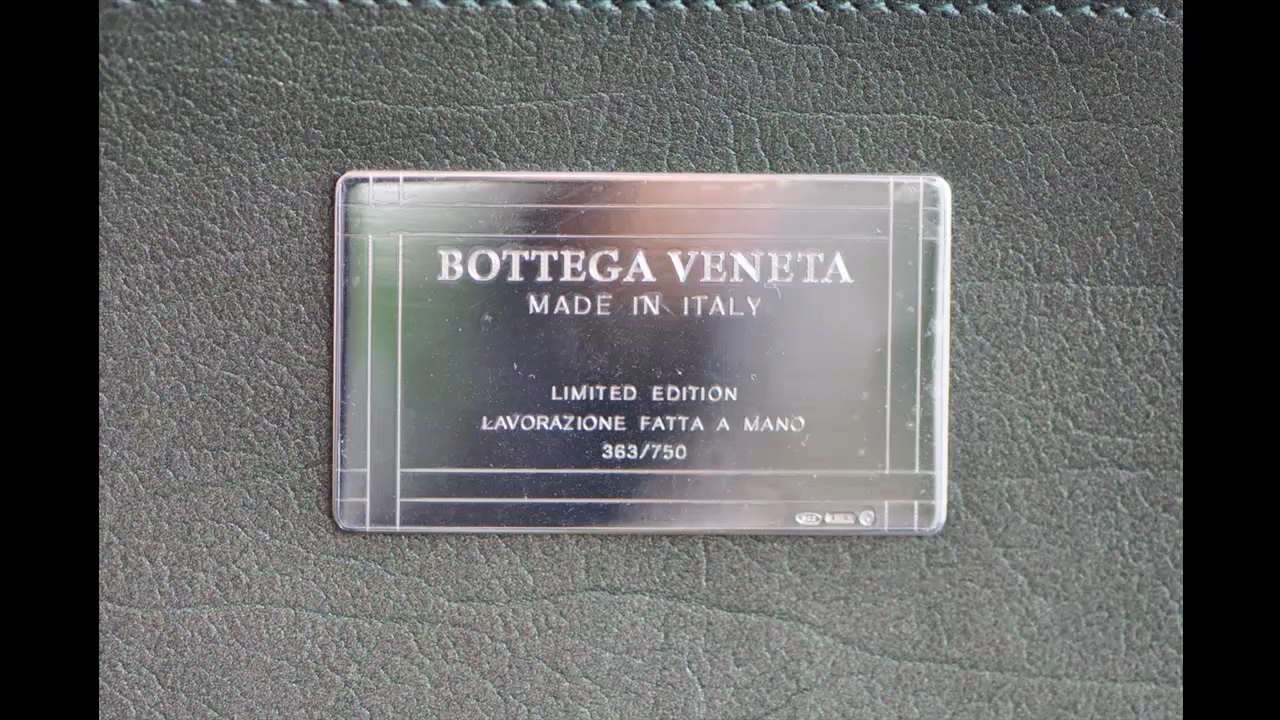 BOTTEGA VENETA
MADE IN ITALY
LIMITED EDITION
LAVORAZIONE FATTA A MANO
363/750